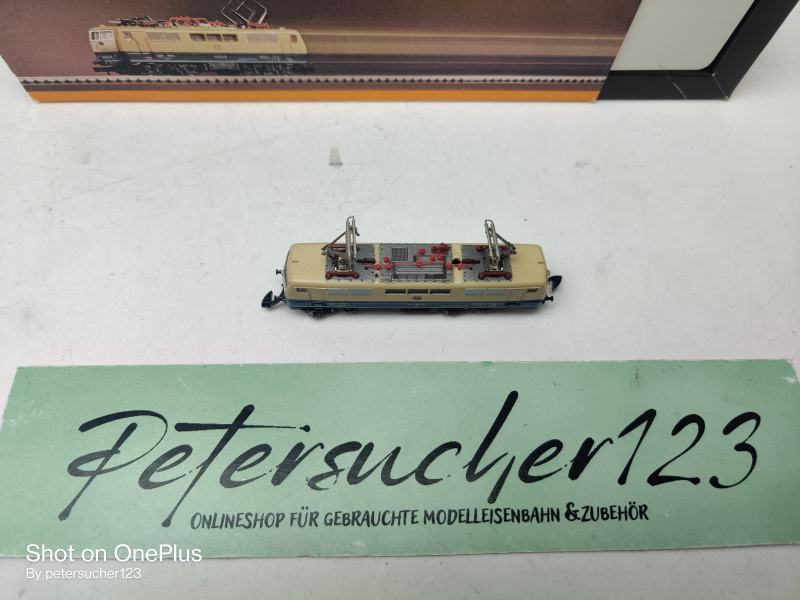 Petersucher123
ONLINESHOP FÜR GEBRAUCHTE MODELLEISENBAHN & ZUBEHÖR
Shot on OnePlus
By petersucher123